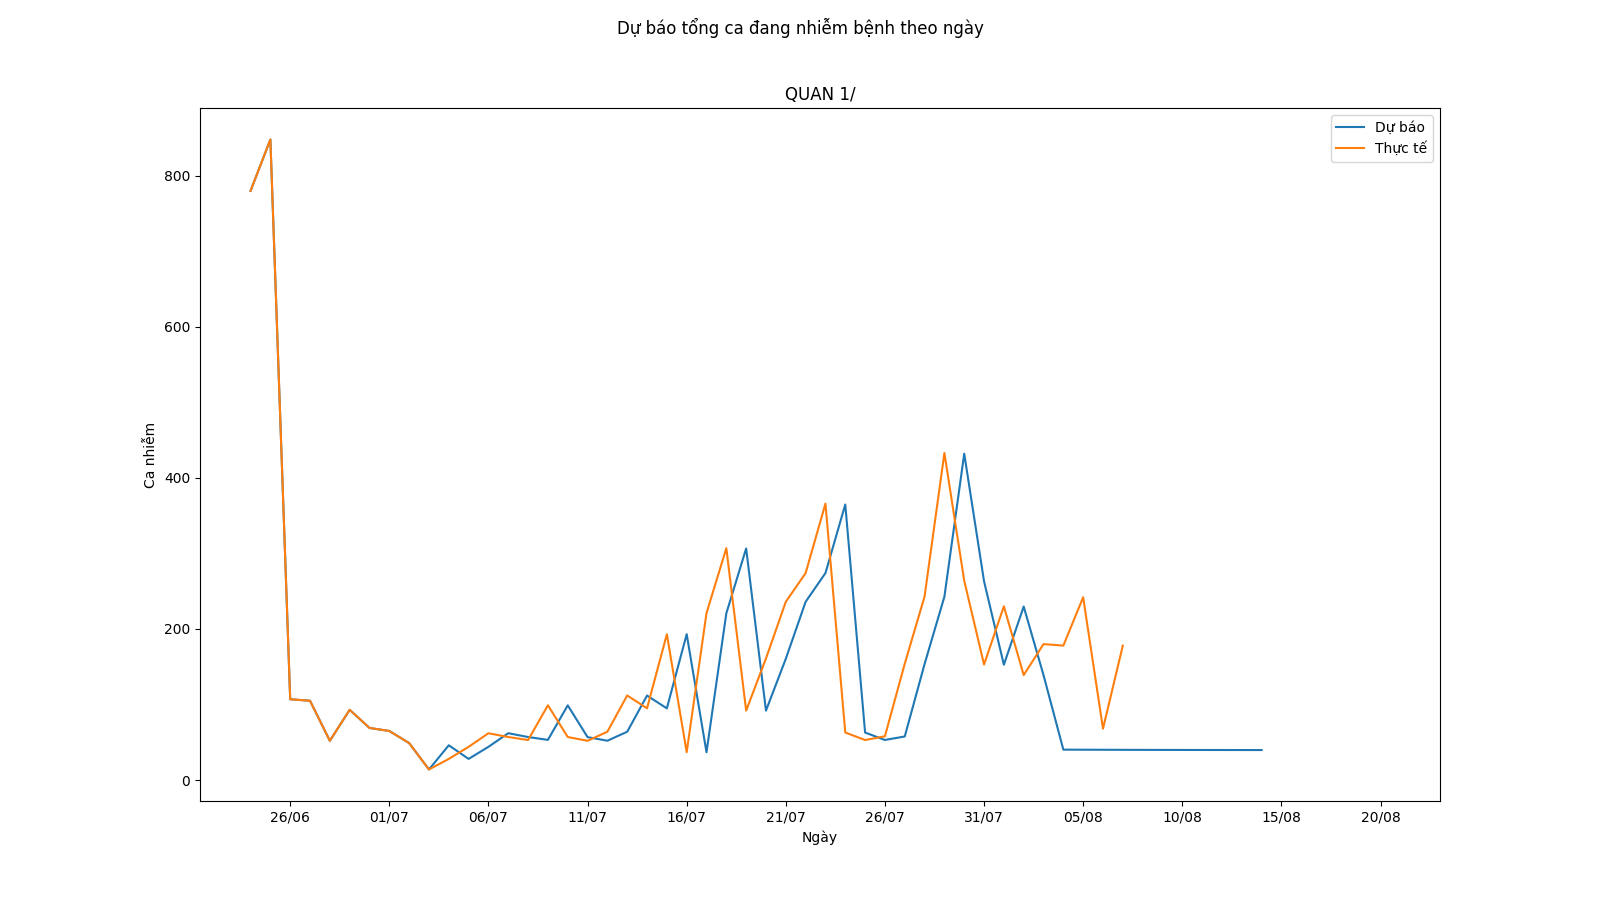 Dự báo tổng ca đang nhiễm bệnh theo ngày
QUAN 1/
Dự báo
Thực tế
800
600
400
200
0
Ca nhiễm
26/06 01/07 06/07 11/07 16/07 21/07 26/07 31/07 05/08 10/08 15/08 20/08
Ngày